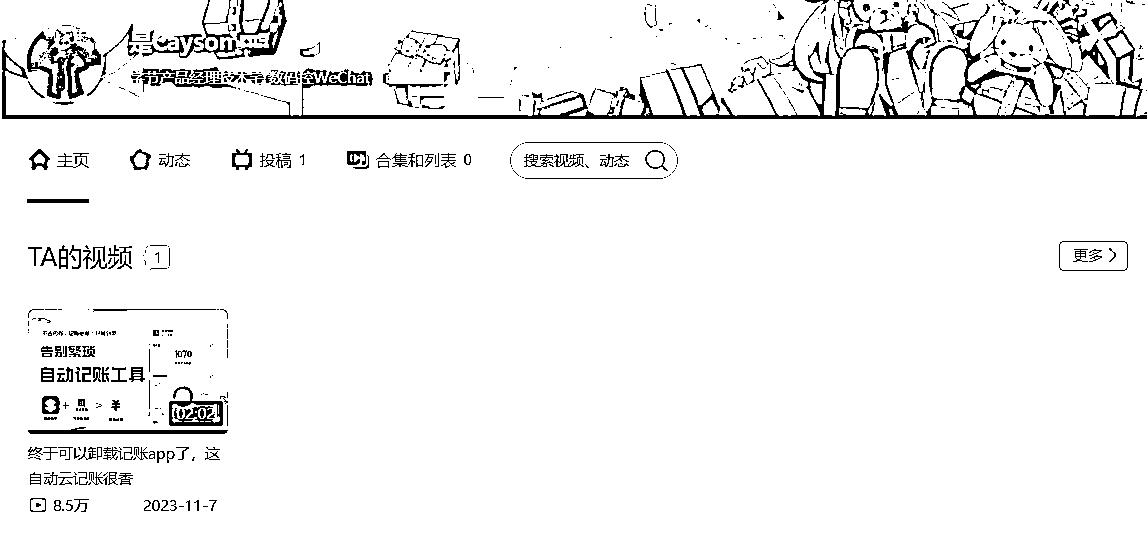 是Cayson
字节产品经理技术宅数码控WeChat
主页 动态 投稿 1 合集和列表 0 搜索视频、动态
TA的视频 1
更多
告别繁琐
自动记账工具
+ > ¥
02:02
终于可以卸载记账app了，这
自动云记账很香
8.5万 2023-11-7